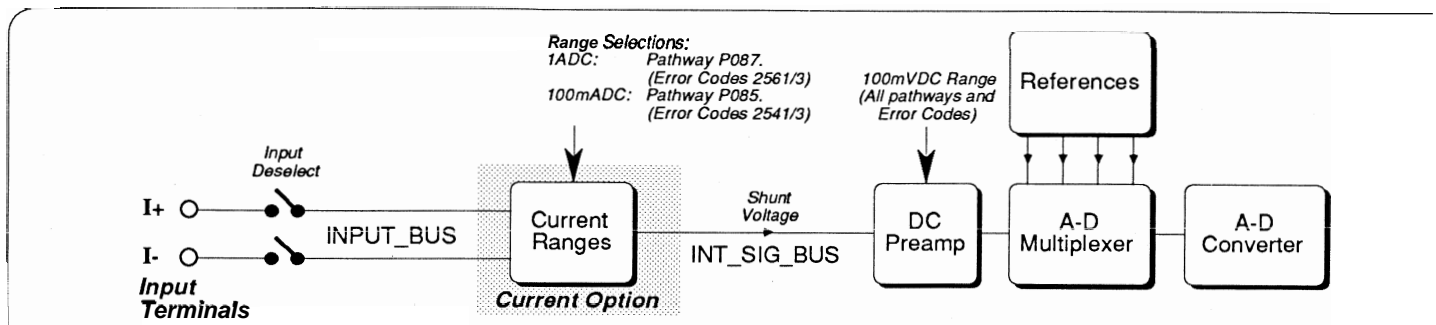 Range Selections:
1ADC: Pathway P087.
(Error Codes 2561/3)
100mADC: Pathway P085.
(Error Codes 2541/3)
100mVDC Range
(All pathways and
Error Codes)
References
Input
Deselect
I+
I-
INPUT_BUS
Input
Terminals
Current
Ranges
Current Option
Shunt
Voltage
INT_SIG_BUS
DC
Preamp
A-D
Multiplexer
A-D
Converter